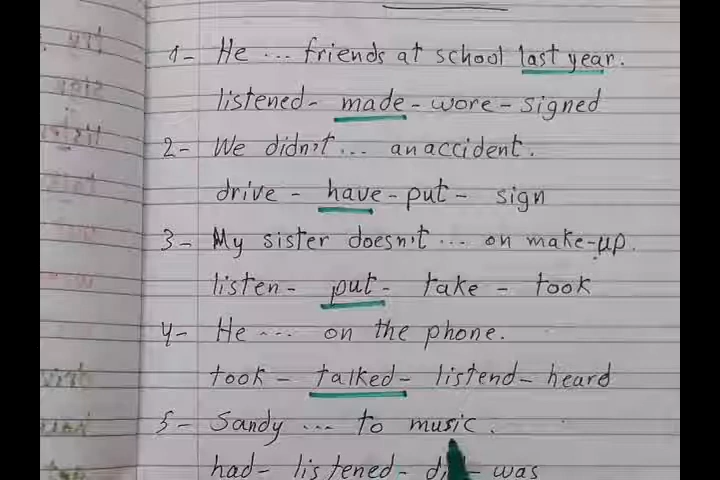 1- He ... friends at school last year.
listened - made - wore - signed
2- We didn't ... an accident.
drive - have - put - sign
3- My sister doesn't ... on make-up.
listen - put - take - took
4- He ... on the phone.
took - talked - listend - heard
5- Sandy ... to music.
had - listened - - was